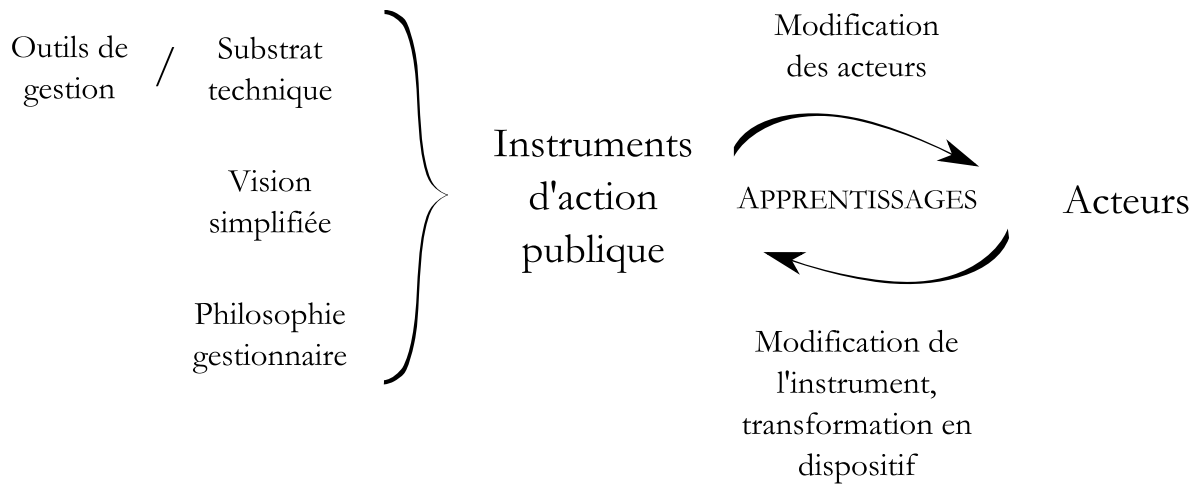 Outils de
gestion
/
Substrat
technique
Vision
simplifiée
Philosophie
gestionnaire
Instruments
d'action
publique
Modification
des acteurs
APPRENTISSAGES
Modification de
l'instrument,
transformation en
dispositif
Acteurs